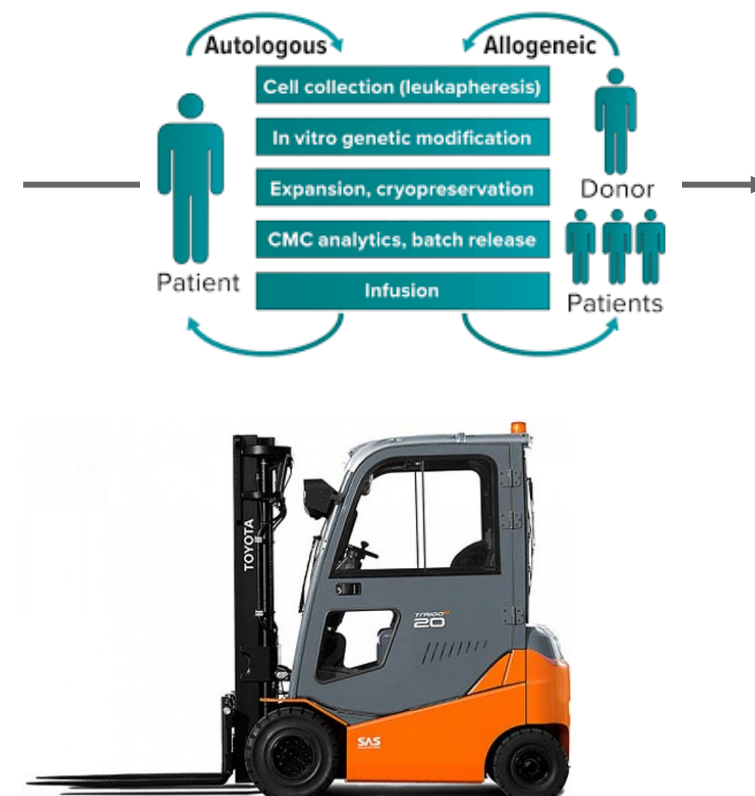 Autologous
Allogeneic
Cell collection (leukapheresis)
In vitro genetic modification
Expansion, cryopreservation
CMC analytics, batch release
Infusion
Patient
Donor
Patients
TOYOTA
TRAIGO
20
SAS